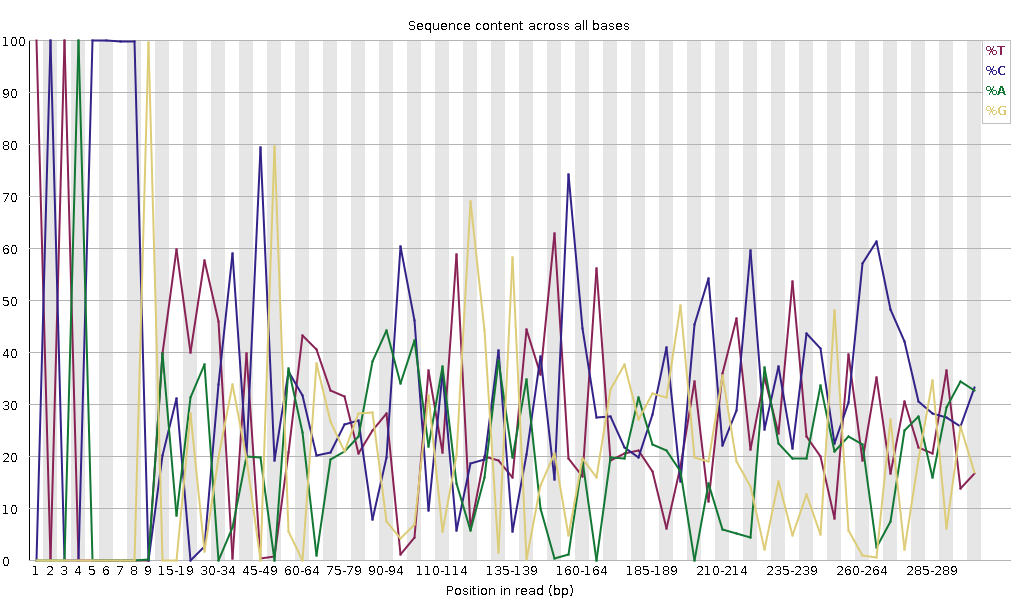 Sequence content across all bases
100
90
80
70
60
50
40
30
20
10
0
%T
%C
%A
%G
1 2 3 4 5 6 7 8 9 15-19 30-34 45-49 60-64 75-79 90-94 110-114 135-139 160-164 185-189 210-214 235-239 260-264 285-289
Position in read (bp)